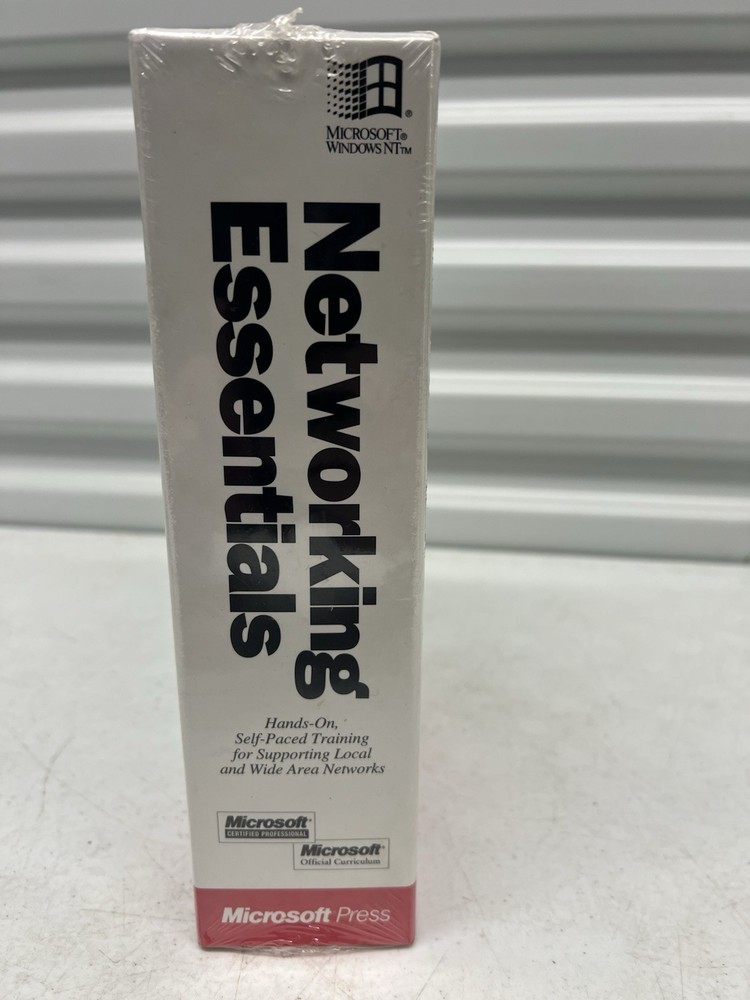 MICROSOFT®
WINDOWS NT™
Networking
Essentials
Hands-On,
Self-Paced Training
for Supporting Local
and Wide Area Networks
Microsoft®
CERTIFIED PROFESSIONAL
Microsoft®
Official Curriculum
Microsoft Press